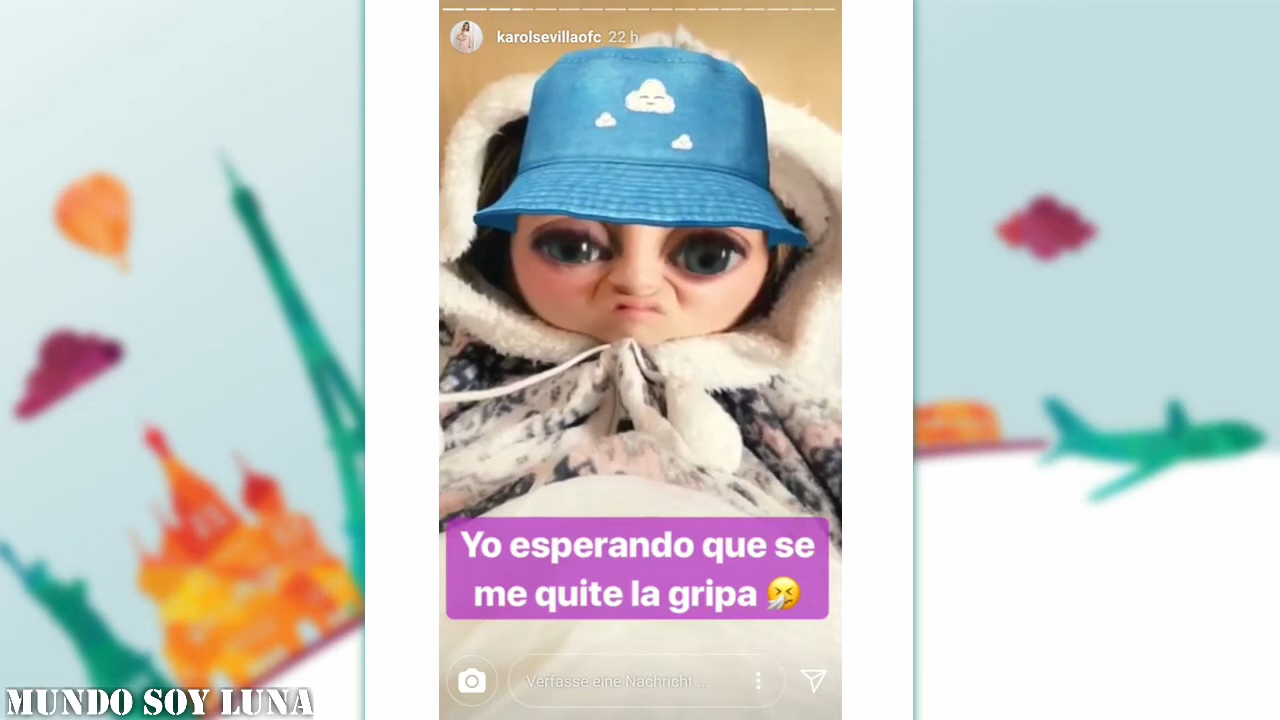 karolsevillaofc 22 h
Yo esperando que se
me quite la gripa 🤧
Verfasse eine Nachricht ...
MUNDO SOY LUNA